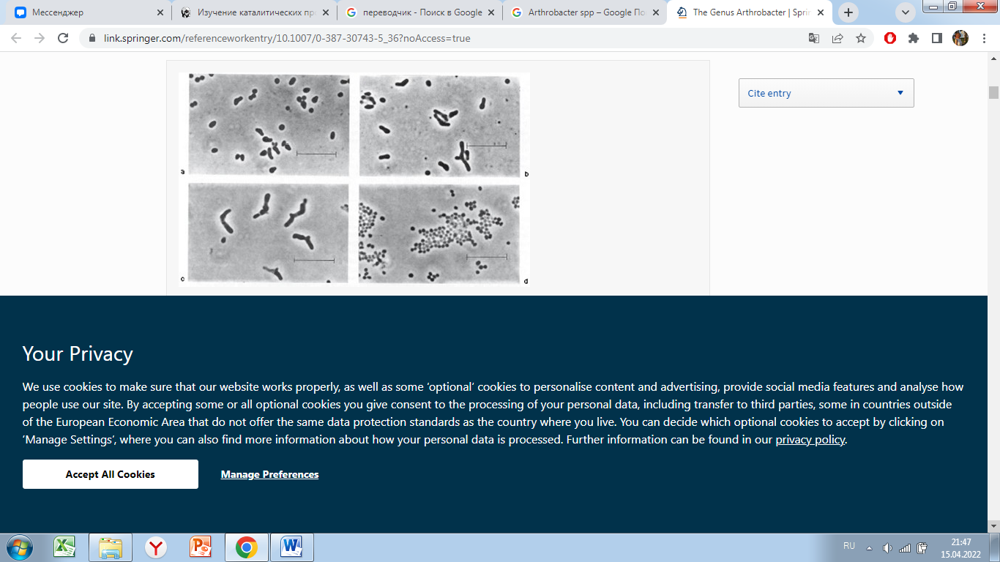 Мессенджер
Изучение каталитических пр
переводчик - Поиск в Google
Arthrobacter spp – Google По
The Genus Arthrobacter | Sprin
link.springer.com/referenceworkentry/10.1007/0-387-30743-5_36?noAccess=true
Cite entry
a
b
c
d
Your Privacy
We use cookies to make sure that our website works properly, as well as some ‘optional’ cookies to personalise content and advertising, provide social media features and analyse how
people use our site. By accepting some or all optional cookies you give consent to the processing of your personal data, including transfer to third parties, some in countries outside
of the European Economic Area that do not offer the same data protection standards as the country where you live. You can decide which optional cookies to accept by clicking on
‘Manage Settings’, where you can also find more information about how your personal data is processed. Further information can be found in our privacy policy.
Accept All Cookies
Manage Preferences
RU
21:47
15.04.2022